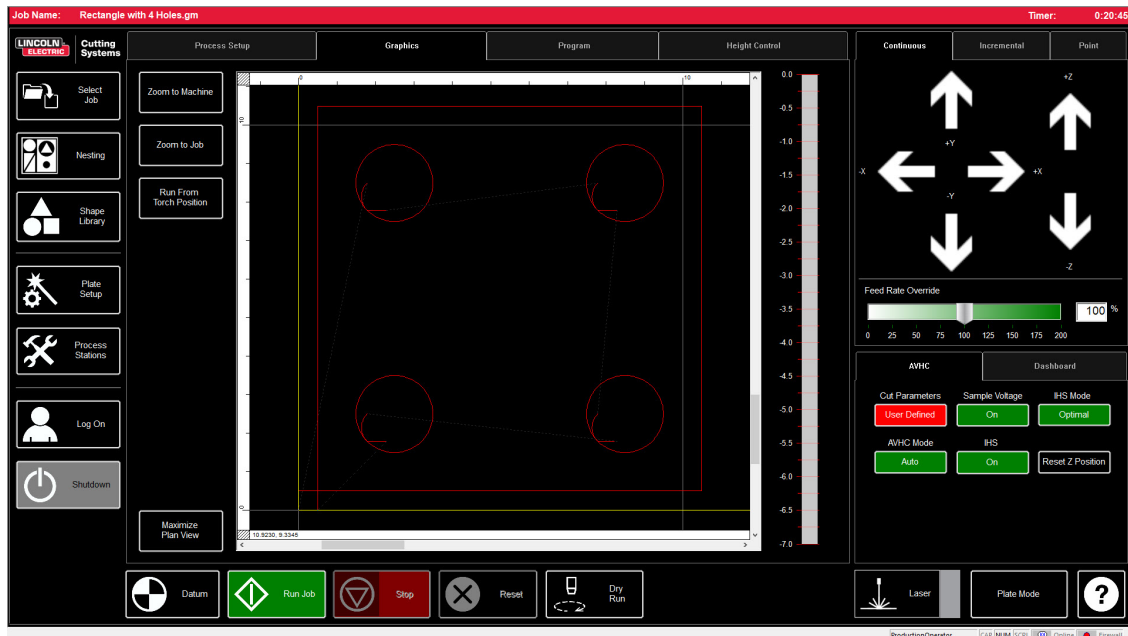 Job Name: Rectangle with 4 Holes.gm Timer: 0:20:45
LINCOLN ELECTRIC Cutting Systems
Process Setup Graphics Program Height Control
Continuous Incremental Point
Select Job
Nesting
Shape Library
Plate Setup
Process Stations
Log On
Shutdown
Zoom to Machine
Zoom to Job
Run From Torch Position
Maximize Plan View
0 10
10
0
10.9230, 9.3349
0.0
-0.5
-1.0
-1.5
-2.0
-2.5
-3.0
-3.5
-4.0
-4.5
-5.0
-5.5
-6.0
-6.5
-7.0
+Y
-X +X
-Y
+Z
-Z
Feed Rate Override
100 %
0 25 50 75 100 125 150 175 200
AVHC Dashboard
Cut Parameters Sample Voltage IHS Mode
User Defined On Optimal
AVHC Mode IHS
Auto On Reset Z Position
Datum Run Job Stop Reset Dry Run
Laser Plate Mode ?
ProductionOperator CAP NUM SCRL Online Firewall